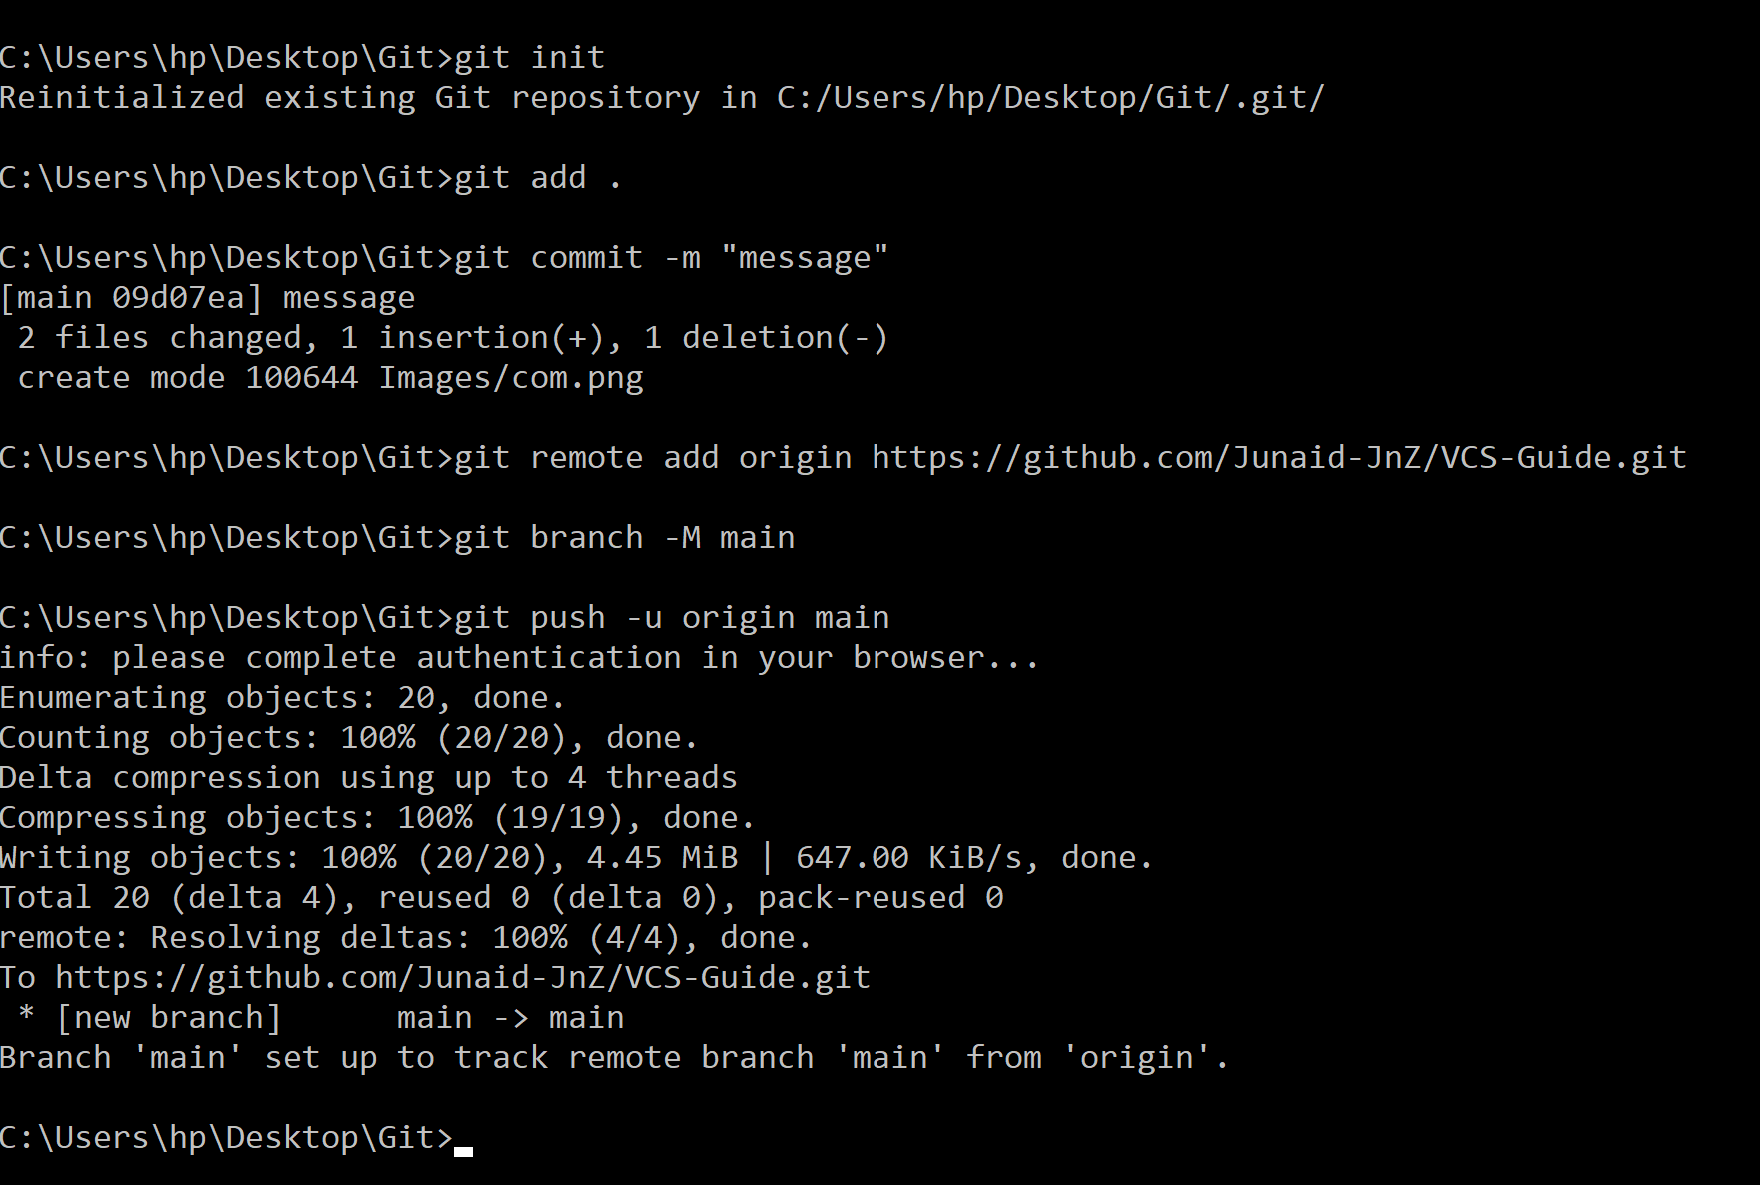 C:\Users\hp\Desktop\Git>git init
Reinitialized existing Git repository in C:/Users/hp/Desktop/Git/.git/
C:\Users\hp\Desktop\Git>git add .
C:\Users\hp\Desktop\Git>git commit -m "message"
[main 09d07ea] message
 2 files changed, 1 insertion(+), 1 deletion(-)
 create mode 100644 Images/com.png
C:\Users\hp\Desktop\Git>git remote add origin https://github.com/Junaid-JnZ/VCS-Guide.git
C:\Users\hp\Desktop\Git>git branch -M main
C:\Users\hp\Desktop\Git>git push -u origin main
info: please complete authentication in your browser...
Enumerating objects: 20, done.
Counting objects: 100% (20/20), done.
Delta compression using up to 4 threads
Compressing objects: 100% (19/19), done.
Writing objects: 100% (20/20), 4.45 MiB | 647.00 KiB/s, done.
Total 20 (delta 4), reused 0 (delta 0), pack-reused 0
remote: Resolving deltas: 100% (4/4), done.
To https://github.com/Junaid-JnZ/VCS-Guide.git
 * [new branch]      main -> main
Branch 'main' set up to track remote branch 'main' from 'origin'.
C:\Users\hp\Desktop\Git>